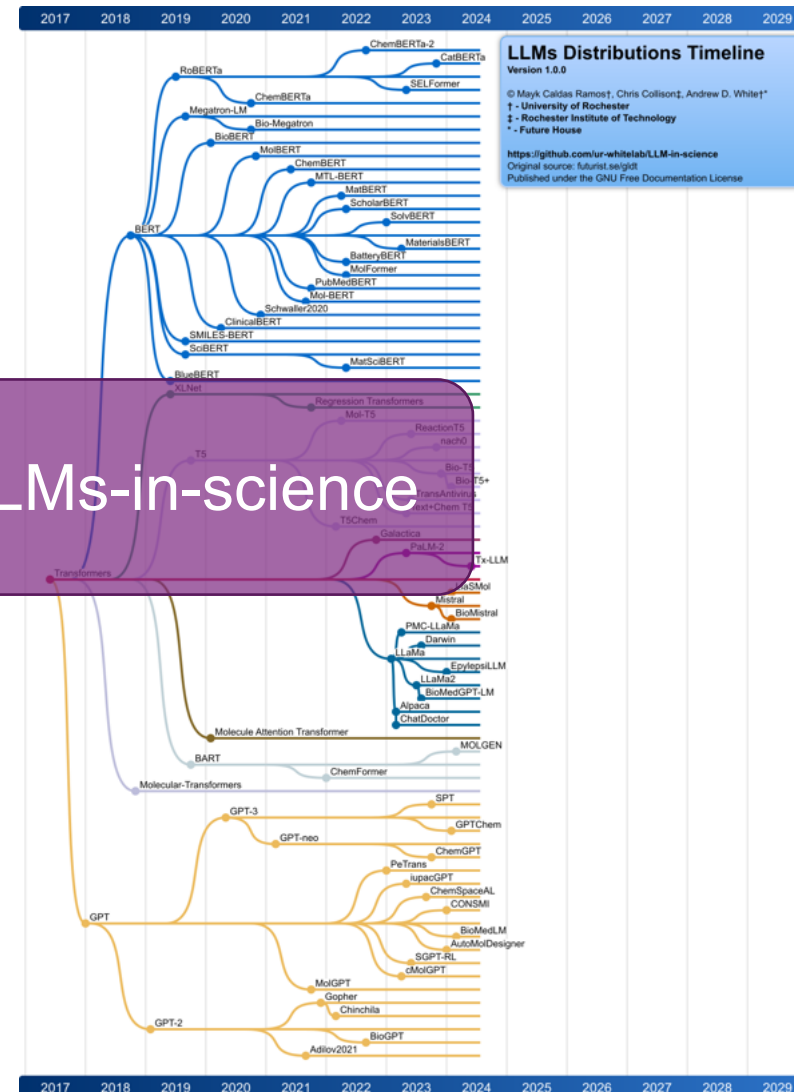 2017 2018 2019 2020 2021 2022 2023 2024 2025 2026 2027 2028 2029
LLMs Distributions Timeline
Version 1.0.0
© Mayk Caldas Ramos†, Chris Collison‡, Andrew D. White†*
† - University of Rochester
‡ - Rochester Institute of Technology
* - Future House
https://github.com/ur-whitelab/LLM-in-science
Original source: futurist.se/gldt
Published under the GNU Free Documentation License
ChemBERTa-2
CatBERTa
RoBERTa
SELFormer
ChemBERTa
Megatron-LM
Bio-Megatron
BioBERT
MolBERT
ChemBERT
MTL-BERT
MatBERT
ScholarBERT
SolvBERT
BERT
MaterialsBERT
BatteryBERT
MolFormer
PubMedBERT
Mol-BERT
Schwaller2020
ClinicalBERT
SMILES-BERT
SciBERT
MatSciBERT
BlueBERT
XLNet
Regression Transformers
Mol-T5
ReactionT5
nach0
T5
Bio-T5
Bio-T5+
TransAntivirus
Text+Chem T5
T5Chem
LMs-in-science
Galactica
PaLM-2
Tx-LLM
Transformers
Mistral
BioMistral
PMC-LLaMa
Darwin
LLaMa
EpylepsiLLM
LLaMa2
BioMedGPT-LM
Alpaca
ChatDoctor
Molecule Attention Transformer
MOLGEN
BART
ChemFormer
Molecular-Transformers
SPT
GPT-3
GPTChem
GPT-neo
ChemGPT
PeTrans
iupacGPT
ChemSpaceAL
CONSMI
GPT
BioMedLM
AutoMolDesigner
SGPT-RL
cMolGPT
MolGPT
Gopher
Chinchila
GPT-2
BioGPT
Adilov2021
2017 2018 2019 2020 2021 2022 2023 2024 2025 2026 2027 2028 2029